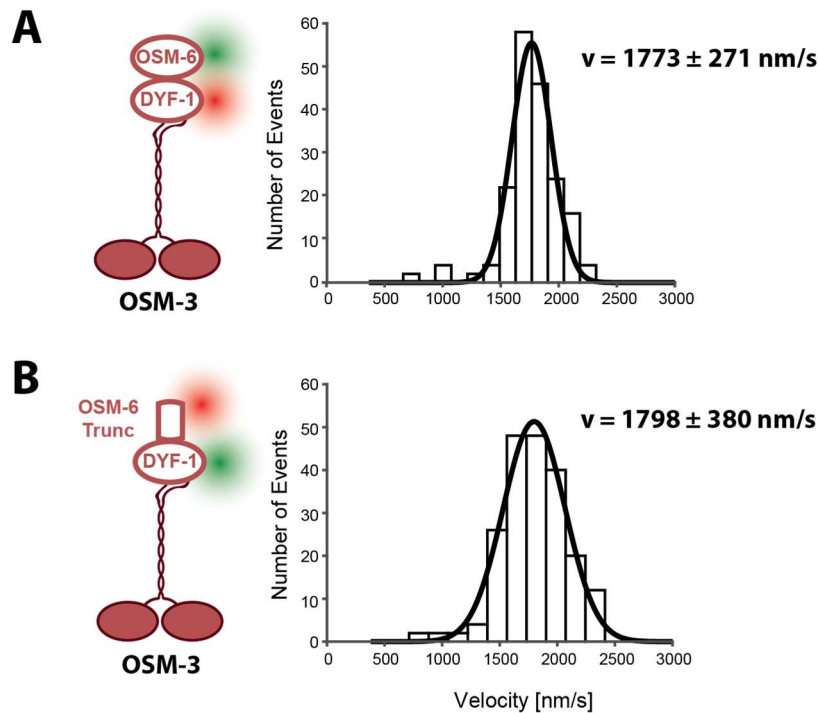 A
OSM-6
DYF-1
OSM-3
Number of Events
60
50
40
30
20
10
0
0 500 1000 1500 2000 2500 3000
v = 1773 ± 271 nm/s
B
OSM-6
Trunc
DYF-1
OSM-3
Number of Events
60
50
40
30
20
10
0
0 500 1000 1500 2000 2500 3000
v = 1798 ± 380 nm/s
Velocity [nm/s]